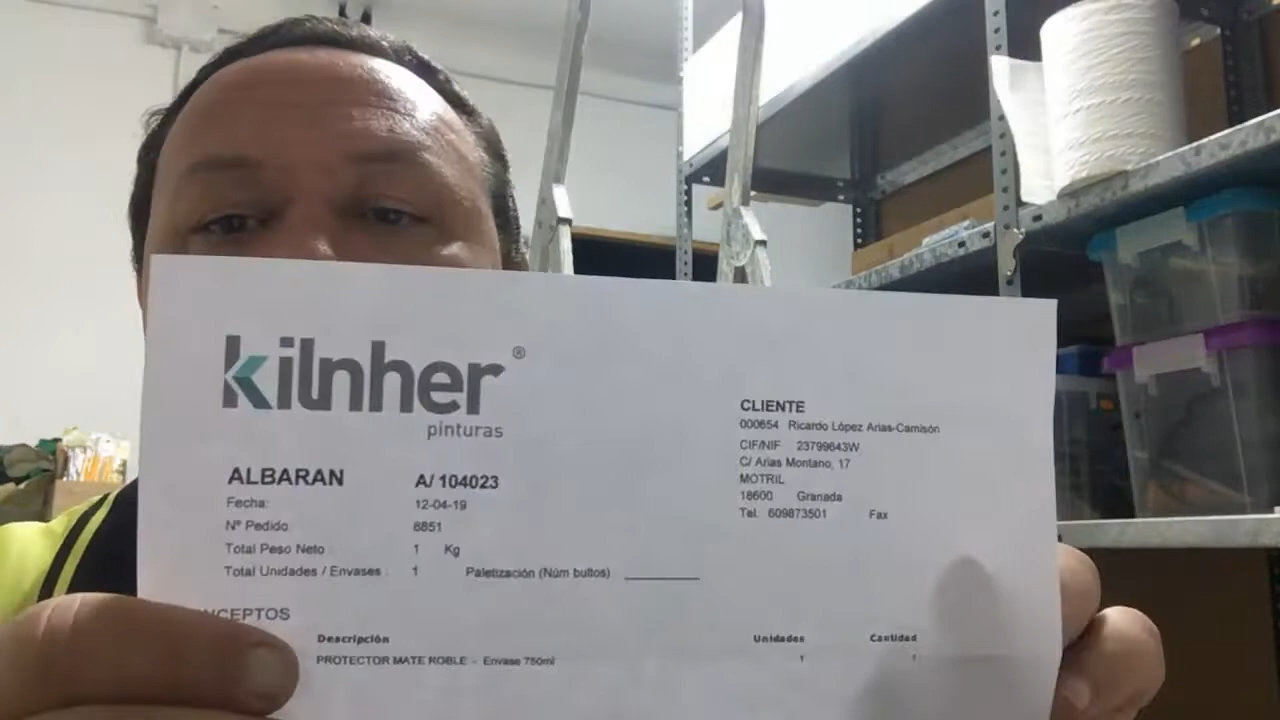 kilnher®
pinturas
ALBARAN A/ 104023
Fecha: 12-04-19
Nº Pedido 8851
Total Peso Neto : 1 Kg
Total Unidades / Envases : 1 Paletización (Núm bultos)
CLIENTE
000654 Ricardo López Arias-Camisón
CIF/NIF 23799643W
C/ Arias Montano, 17
MOTRIL
18600 Granada
Tel. 609873501 Fax
NCEPTOS
Descripción Unidades Cantidad
PROTECTOR MATE ROBLE - Envase 750ml 1 1